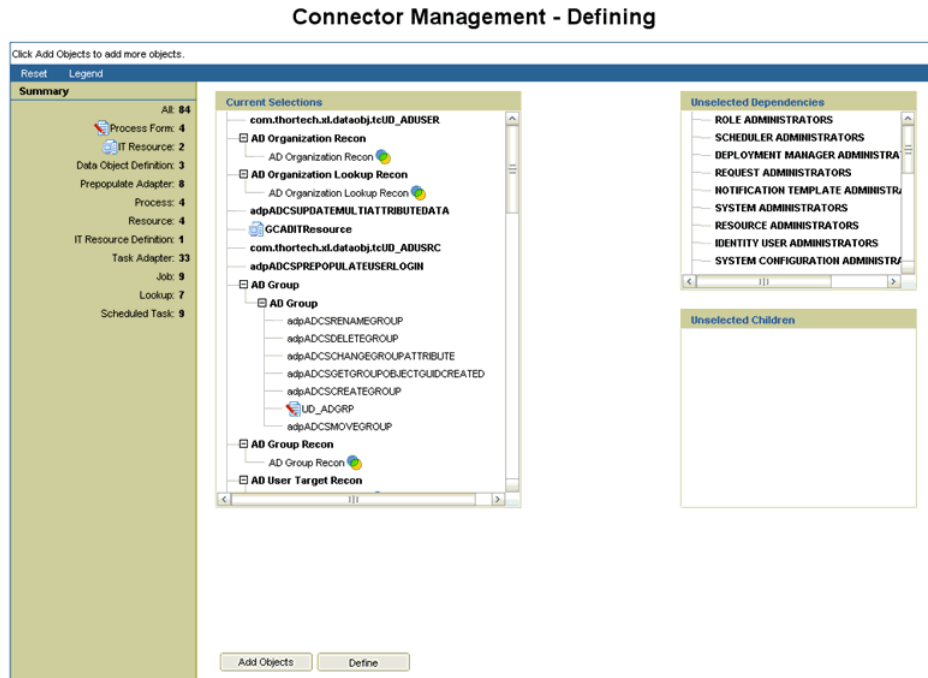 Connector Management - Defining
Click Add Objects to add more objects.
Reset Legend
Summary
All: 84
Process Form: 4
IT Resource: 2
Data Object Definition: 3
Prepopulate Adapter: 8
Process: 4
Resource: 4
IT Resource Definition: 1
Task Adapter: 33
Job: 9
Lookup: 7
Scheduled Task: 9
Current Selections
com.thortech.xl.dataobj.tcUD_ADUSER
AD Organization Recon
AD Organization Recon
AD Organization Lookup Recon
AD Organization Lookup Recon
adpADCSUPDATEMULTIATTRIBUTEDATA
GCADITResource
com.thortech.xl.dataobj.tcUD_ADUSRC
adpADCSPREPOPULATEUSERLOGIN
AD Group
AD Group
adpADCSRENAMEGROUP
adpADCSDELETEGROUP
adpADCSCHANGEGROUPATTRIBUTE
adpADCSGETGROUPOBJECTGUIDCREATED
adpADCSCREATEGROUP
UD_ADGRP
adpADCSMOVEGROUP
AD Group Recon
AD Group Recon
AD User Target Recon
Unselected Dependencies
ROLE ADMINISTRATORS
SCHEDULER ADMINISTRATORS
DEPLOYMENT MANAGER ADMINISTRA
REQUEST ADMINISTRATORS
NOTIFICATION TEMPLATE ADMINISTR
SYSTEM ADMINISTRATORS
RESOURCE ADMINISTRATORS
IDENTITY USER ADMINISTRATORS
SYSTEM CONFIGURATION ADMINISTRA
Unselected Children
Add Objects Define